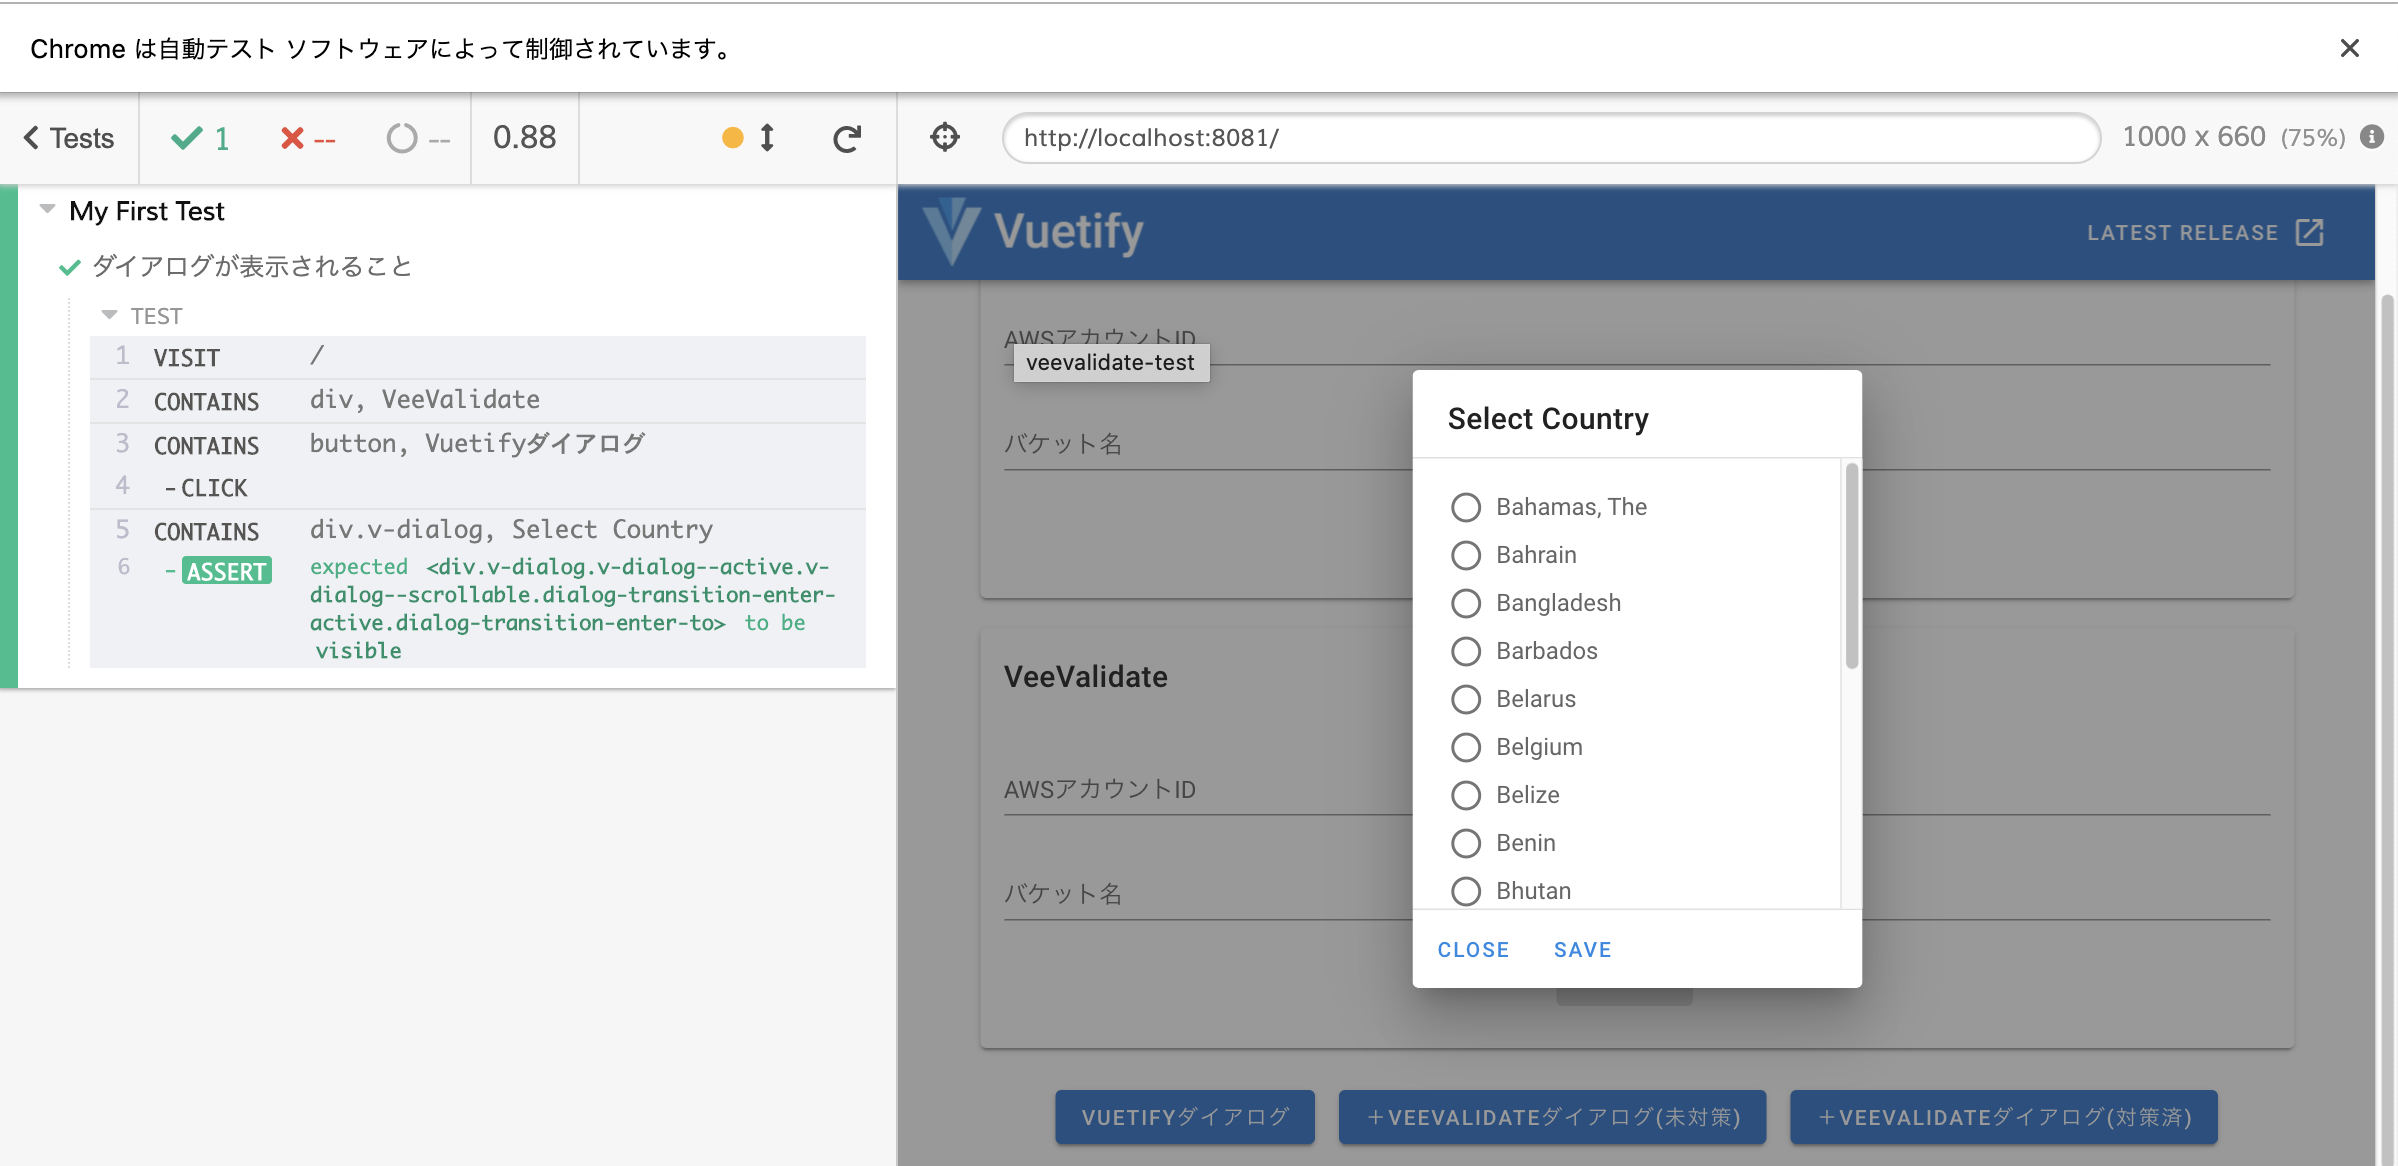 Chrome は自動テスト ソフトウェアによって制御されています。
Tests
1
--
--
0.88
http://localhost:8081/
1000 x 660 (75%)
My First Test
ダイアログが表示されること
TEST
1 VISIT /
2 CONTAINS div, VeeValidate
3 CONTAINS button, Vuetifyダイアログ
4 -CLICK
5 CONTAINS div.v-dialog, Select Country
6 -ASSERT expected <div.v-dialog.v-dialog--active.v-
dialog--scrollable.dialog-transition-enter-
active.dialog-transition-enter-to> to be
visible
Vuetify
LATEST RELEASE
AWSアカウントID
veevalidate-test
バケット名
VeeValidate
AWSアカウントID
バケット名
Select Country
Bahamas, The
Bahrain
Bangladesh
Barbados
Belarus
Belgium
Belize
Benin
Bhutan
CLOSE SAVE
VUETIFYダイアログ
＋VEEVALIDATEダイアログ(未対策)
＋VEEVALIDATEダイアログ(対策済)